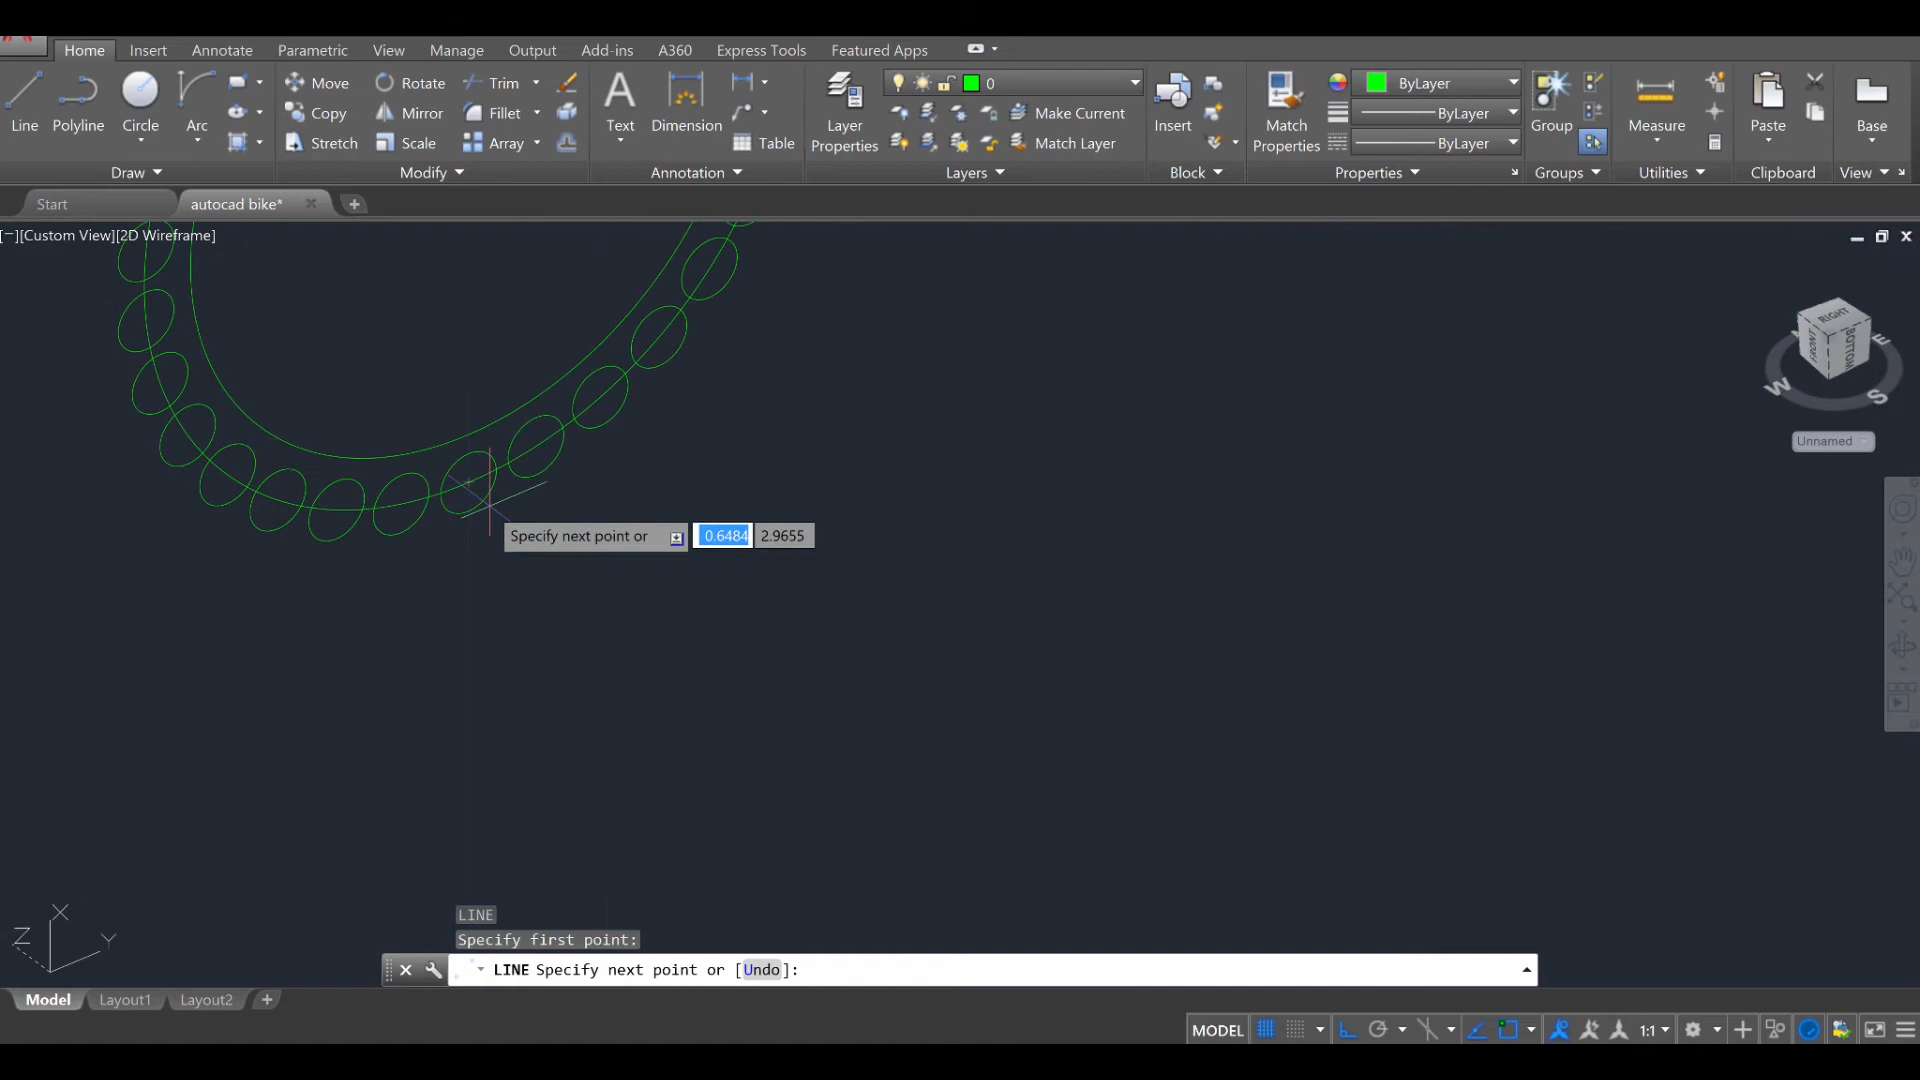 Home Insert Annotate Parametric View Manage Output Add-ins A360 Express Tools Featured Apps
Line Polyline Circle Arc
Move Rotate Trim
Copy Mirror Fillet
Stretch Scale Array
Text Dimension Table
Layer Properties
0
Make Current
Match Layer
Insert
Match Properties
ByLayer
ByLayer
ByLayer
Group
Measure
Paste
Base
Draw Modify Annotation Layers Block Properties Groups Utilities Clipboard View
Start autocad bike*
[−][Custom View][2D Wireframe]
RIGHT
FRONT
BOTTOM
W S E
Unnamed
Specify next point or 0.6484 2.9655
X
Z Y
LINE
Specify first point:
LINE Specify next point or [Undo]:
Model Layout1 Layout2
MODEL 1:1